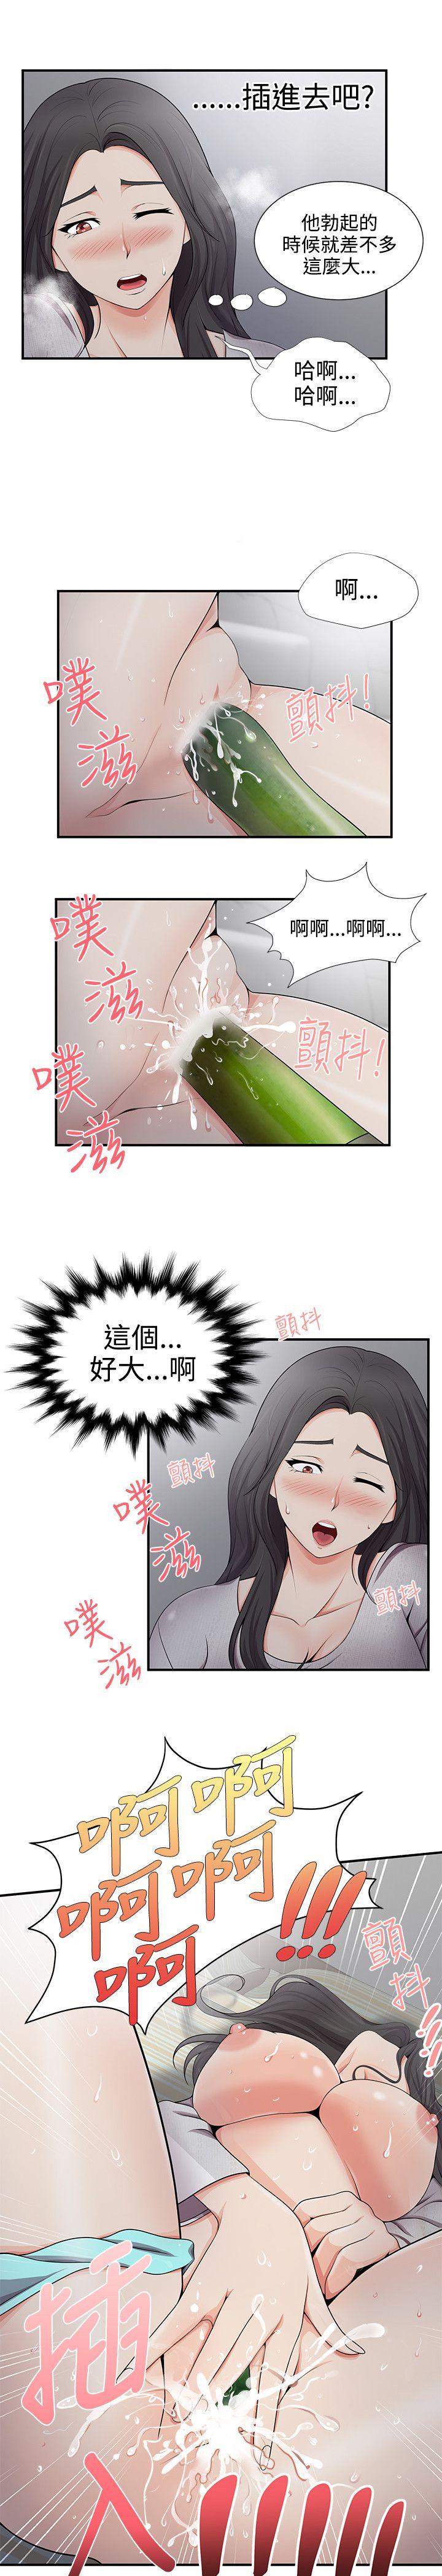 ……插進去吧?
他勃起的
時候就差不多
這麼大…
哈啊…
哈啊…
啊…
噗滋
顫抖!
啊啊…啊啊…
噗滋
顫抖!
噗滋
這個…
好大…啊
顫抖
顫抖
噗滋
顫抖
噗滋
啊啊
啊啊
啊!!!
顫抖!
插
入!!!!!